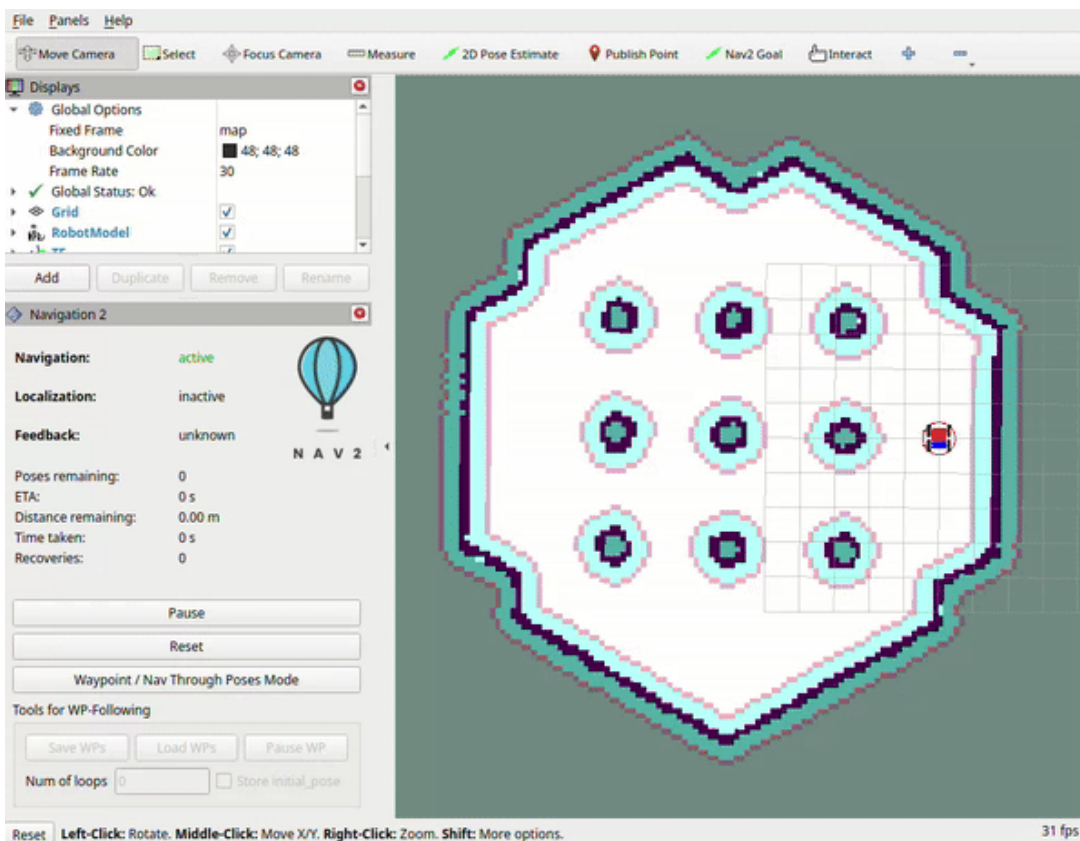 File Panels Help
Move Camera Select Focus Camera Measure 2D Pose Estimate Publish Point Nav2 Goal Interact
Displays
Global Options
Fixed Frame map
Background Color 48; 48; 48
Frame Rate 30
Global Status: Ok
Grid
RobotModel
Add Duplicate Remove Rename
Navigation 2
Navigation: active
Localization: inactive
Feedback: unknown
NAV2
Poses remaining: 0
ETA: 0 s
Distance remaining: 0.00 m
Time taken: 0 s
Recoveries: 0
Pause
Reset
Waypoint / Nav Through Poses Mode
Tools for WP-Following
Save WPs Load WPs Pause WP
Num of loops 0 Store initial_pose
Reset Left-Click: Rotate. Middle-Click: Move X/Y. Right-Click: Zoom. Shift: More options. 31 fps